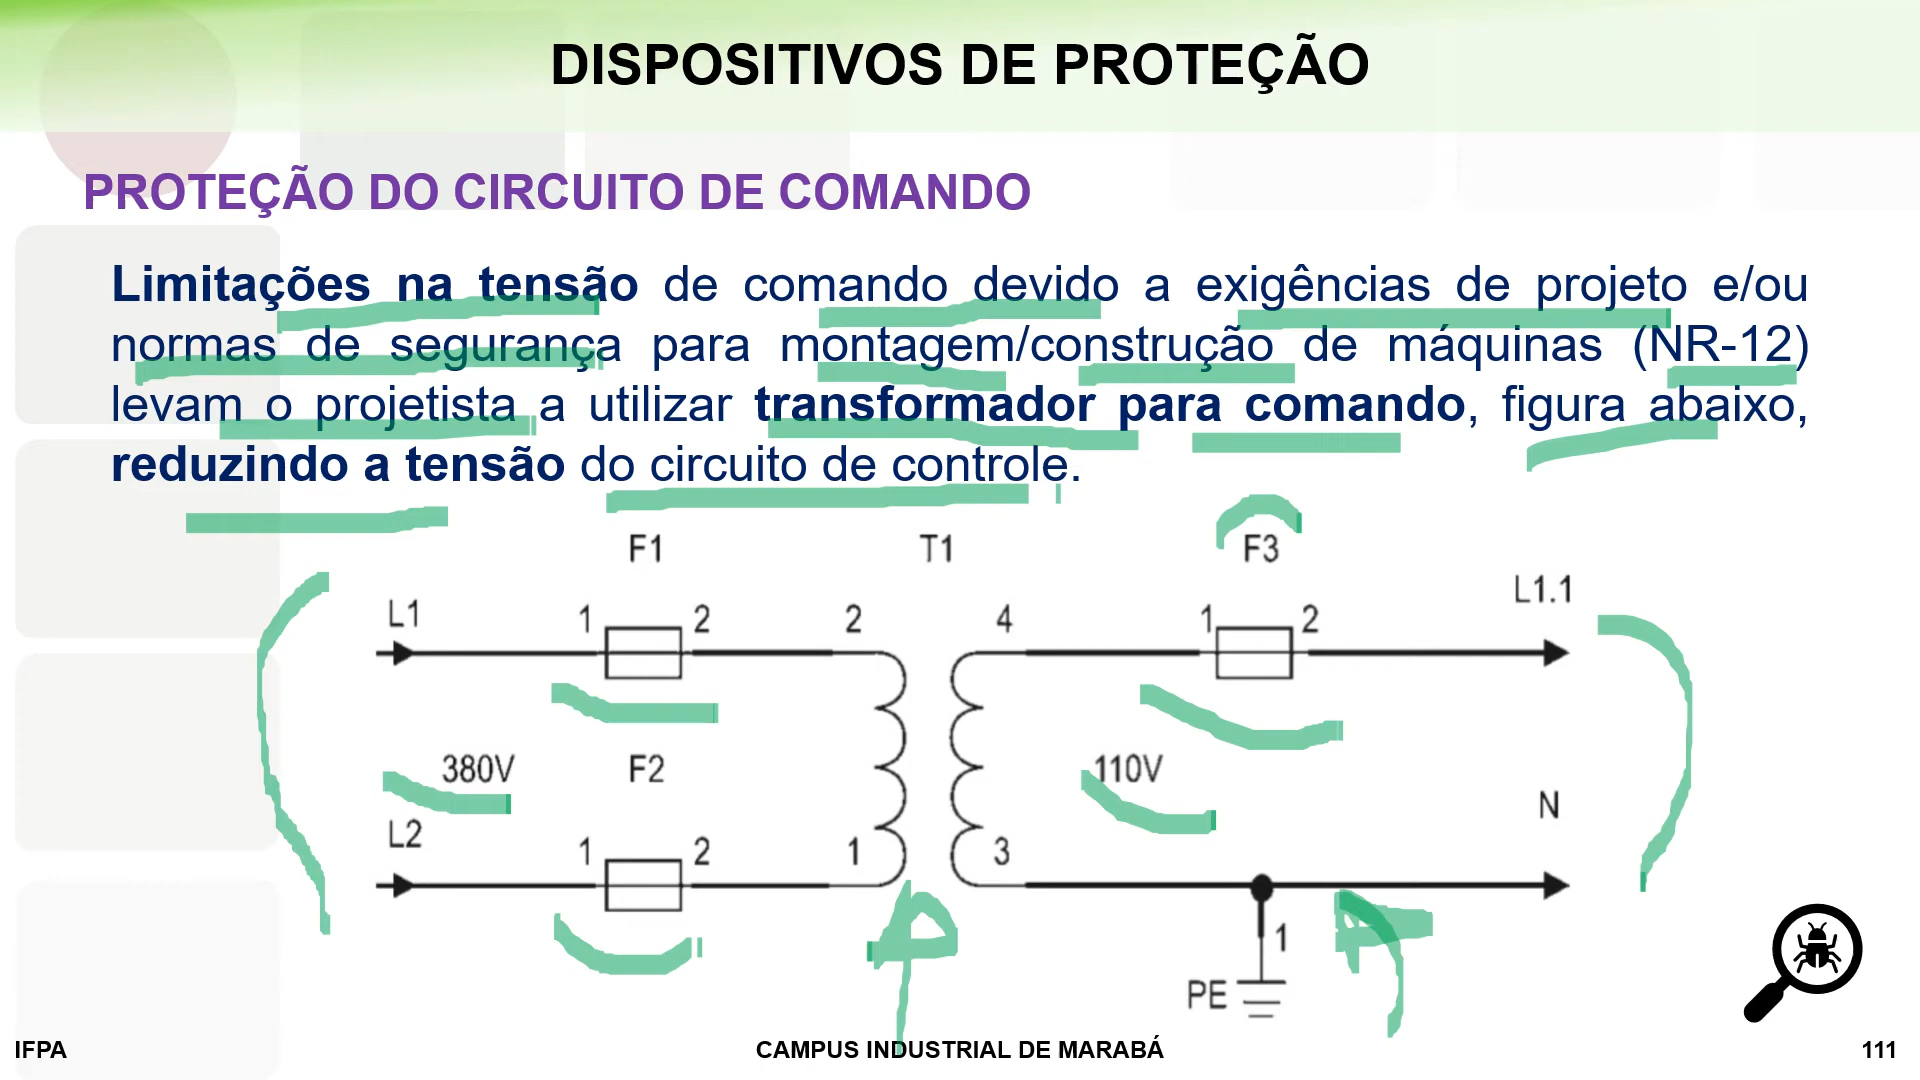 DISPOSITIVOS DE PROTEÇÃO
PROTEÇÃO DO CIRCUITO DE COMANDO
Limitações na tensão de comando devido a exigências de projeto e/ou
normas de segurança para montagem/construção de máquinas (NR-12)
levam o projetista a utilizar transformador para comando, figura abaixo,
reduzindo a tensão do circuito de controle.
F1 T1 F3
L1 1 2 2 4 1 2 L1.1
380V F2 110V
L2 1 2 1 3 N
1
PE
IFPA CAMPUS INDUSTRIAL DE MARABÁ 111